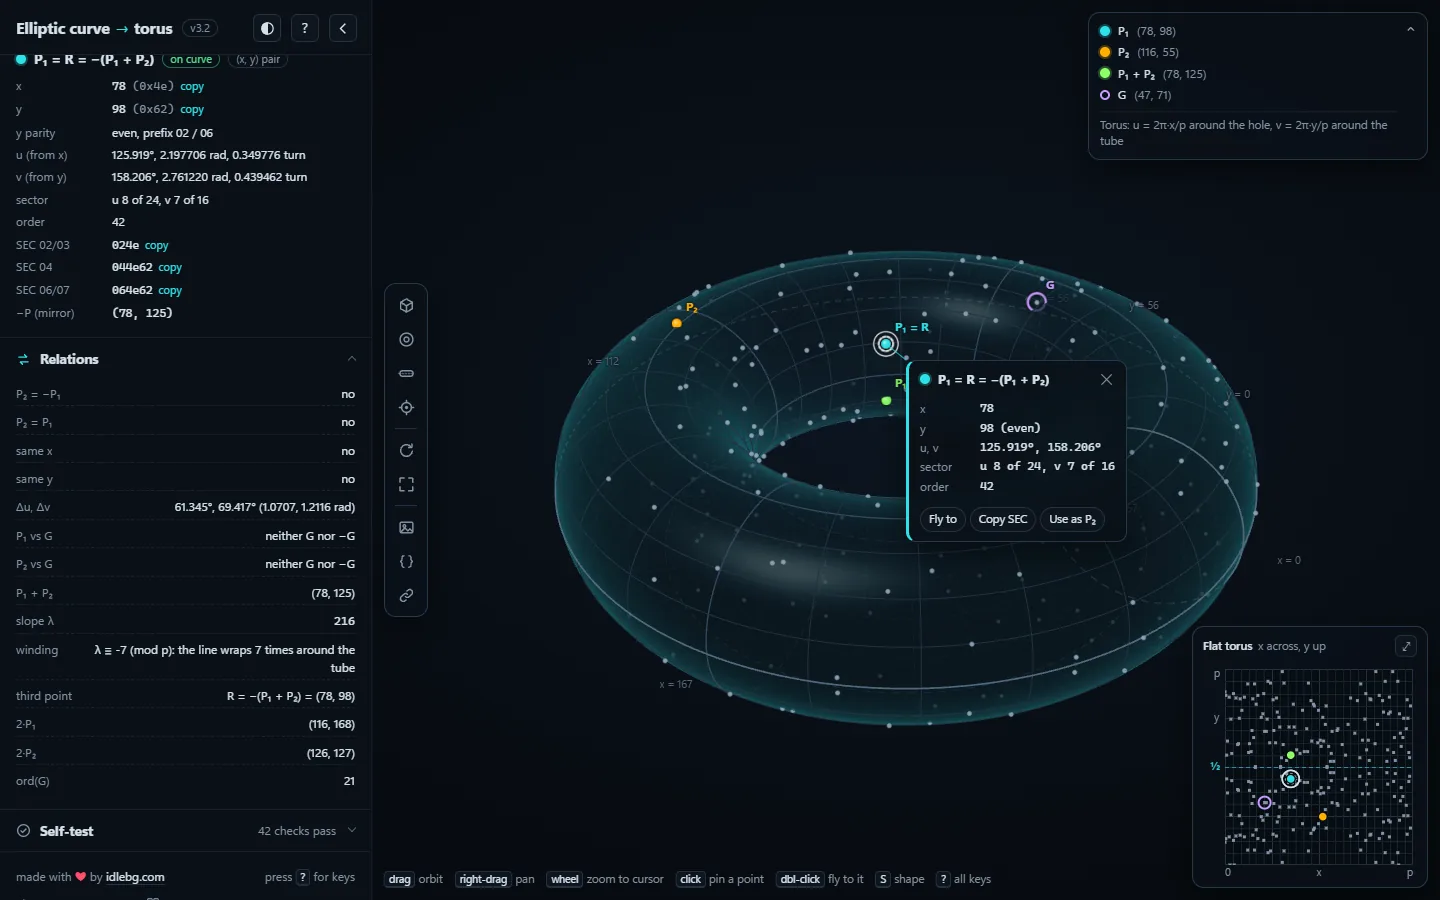 Elliptic curve → torus v3.2 ?
P₁ = R = −(P₁ + P₂) on curve (x, y) pair
x 78 (0x4e) copy
y 98 (0x62) copy
y parity even, prefix 02 / 06
u (from x) 125.919°, 2.197706 rad, 0.349776 turn
v (from y) 158.206°, 2.761220 rad, 0.439462 turn
sector u 8 of 24, v 7 of 16
order 42
SEC 02/03 024e copy
SEC 04 044e62 copy
SEC 06/07 064e62 copy
−P (mirror) (78, 125)
Relations
P₂ = −P₁ no
P₂ = P₁ no
same x no
same y no
Δu, Δv 61.345°, 69.417° (1.0707, 1.2116 rad)
P₁ vs G neither G nor −G
P₂ vs G neither G nor −G
P₁ + P₂ (78, 125)
slope λ 216
winding λ ≡ -7 (mod p): the line wraps 7 times around the
tube
third point R = −(P₁ + P₂) = (78, 98)
2·P₁ (116, 168)
2·P₂ (126, 127)
ord(G) 21
Self-test 42 checks pass
made with ❤ by idlebg.com press ? for keys
P₁ (78, 98)
P₂ (116, 55)
P₁ + P₂ (78, 125)
G (47, 71)
Torus: u = 2π·x/p around the hole, v = 2π·y/p around the
tube
G
y = 56
P₂
P₁ = R
x = 112
P₁
y = 0
x = 0
x = 167
P₁ = R = −(P₁ + P₂)
x 78
y 98 (even)
u, v 125.919°, 158.206°
sector u 8 of 24, v 7 of 16
order 42
Fly to Copy SEC Use as P₂
Flat torus x across, y up
p
y
½
0 x p
drag orbit right-drag pan wheel zoom to cursor click pin a point dbl-click fly to it S shape ? all keys